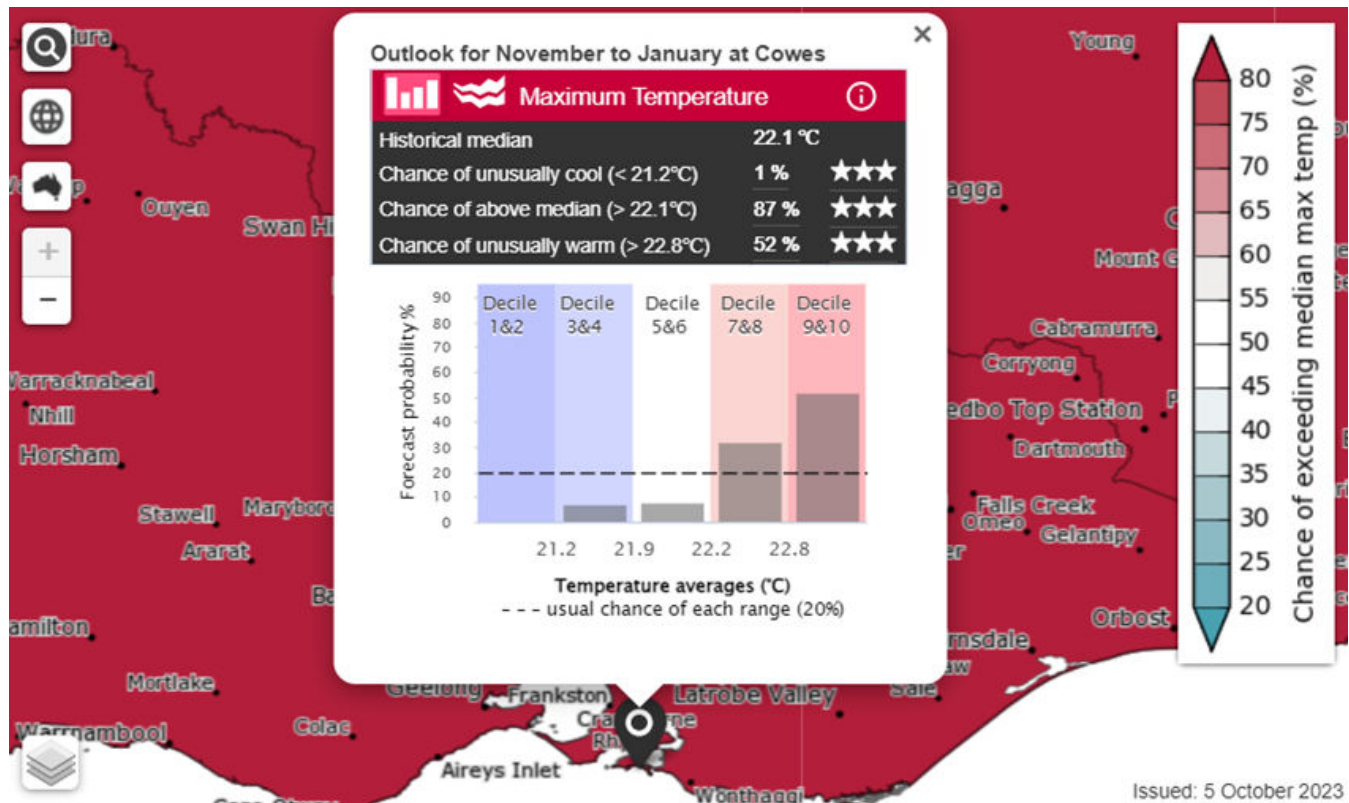 Outlook for November to January at Cowes
Maximum Temperature
Historical median 22.1 °C
Chance of unusually cool (< 21.2°C) 1 % ★★★
Chance of above median (> 22.1°C) 87 % ★★★
Chance of unusually warm (> 22.8°C) 52 % ★★★
Forecast probability%
90
80
70
60
50
40
30
20
10
0
Decile 1&2
Decile 3&4
Decile 5&6
Decile 7&8
Decile 9&10
21.2 21.9 22.2 22.8
Temperature averages (°C)
- - - usual chance of each range (20%)
Chance of exceeding median max temp (%)
80
75
70
65
60
55
50
45
40
35
30
25
20
Ouyen
Nhill
Horsham
Stawell
Ararat
Mortlake
Colac
Aireys Inlet
Geelong
Frankston
Latrobe Valley
Sale
Wonthaggi
Young
Cabramurra
Corryong
Dartmouth
Falls Creek
Omeo
Gelantipy
Orbost
Warrnambool
Issued: 5 October 2023